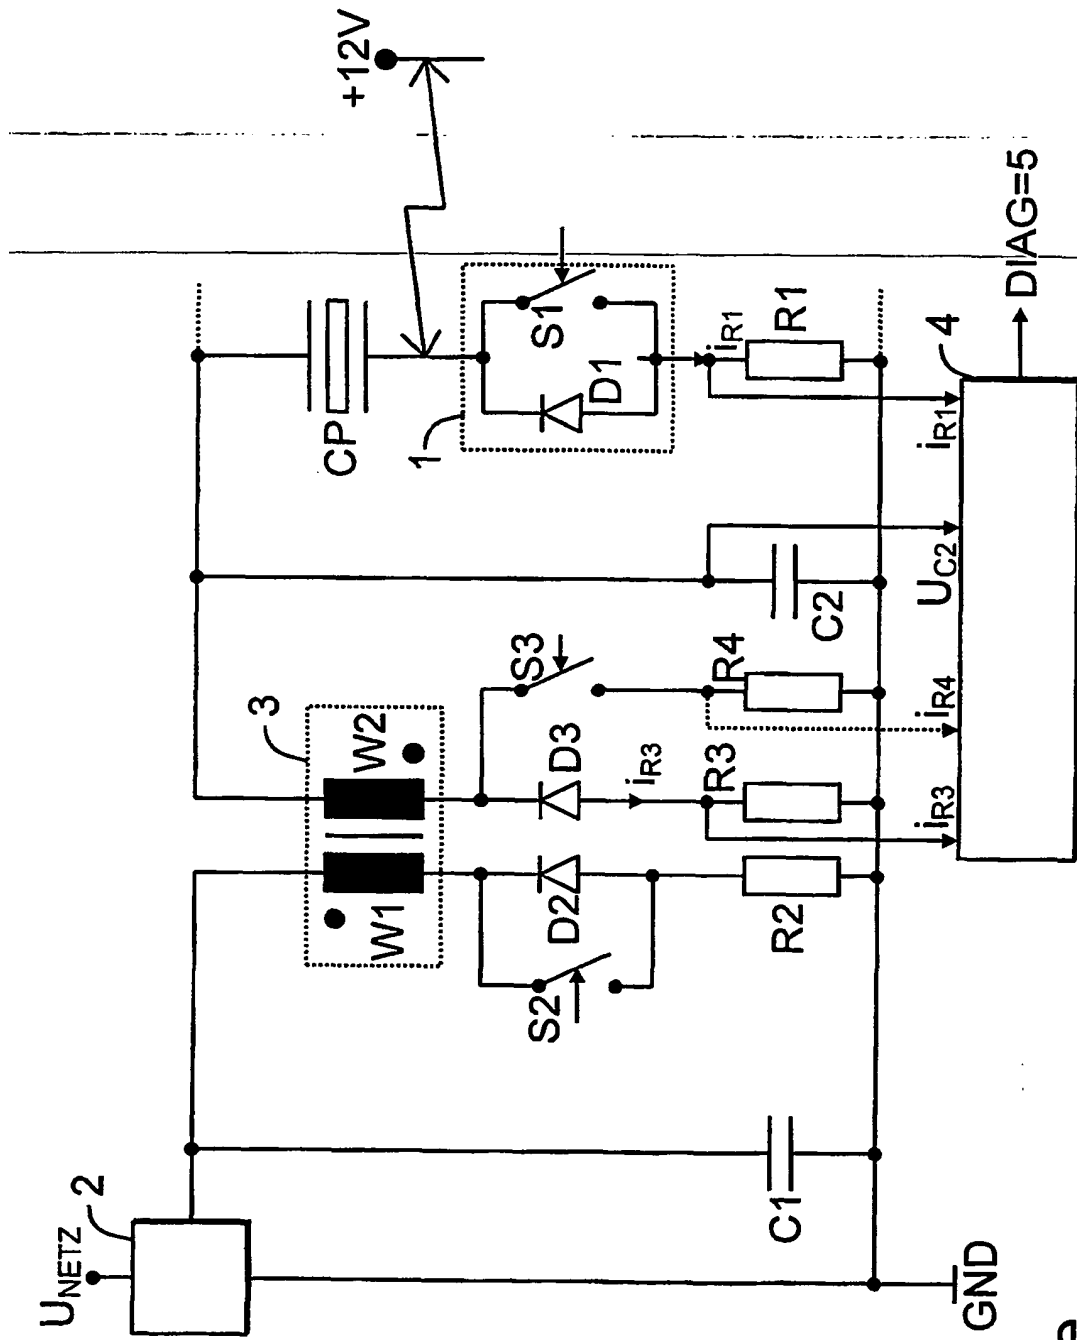 +12V
DIAG=5
CP
1
S1
D1
iR1
R1
4
iR1
UC2
C2
S3
R4
iR4
3
W2
W1
D3
iR3
R3
iR3
D2
S2
R2
C1
2
UNETZ
GND
e